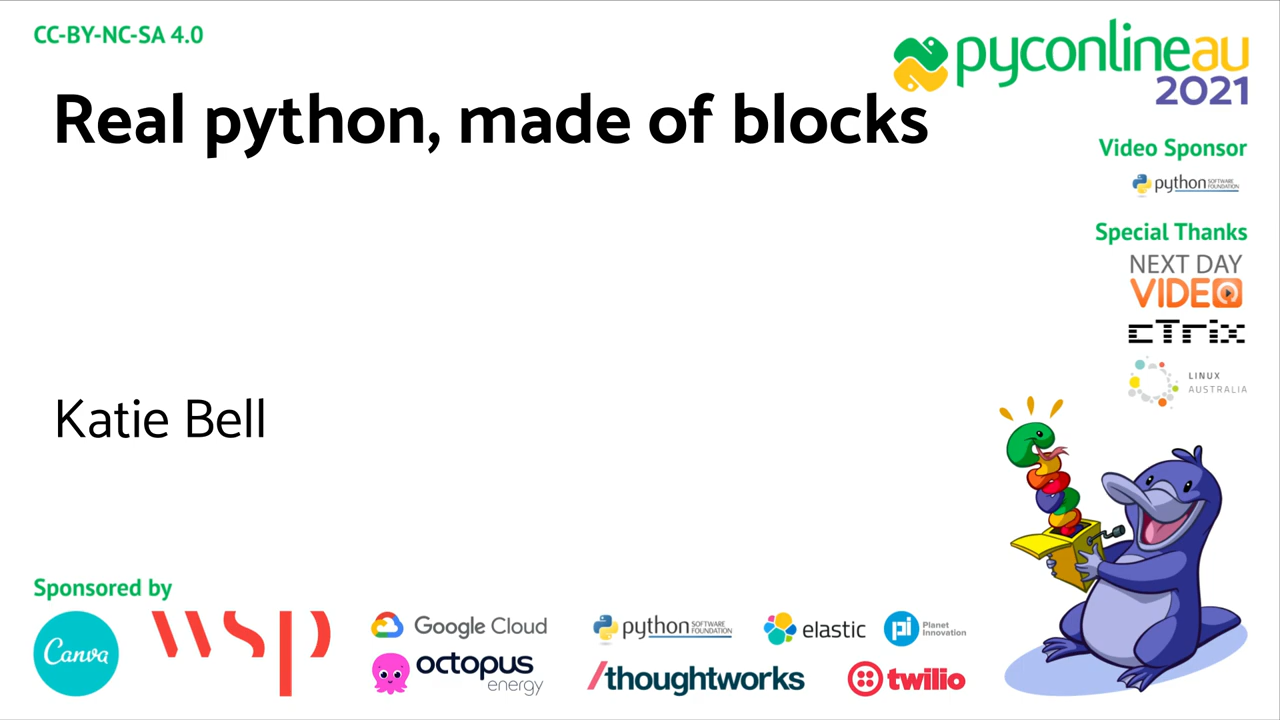 CC-BY-NC-SA 4.0
pyconlineau
2021
Real python, made of blocks
Video Sponsor
python SOFTWARE FOUNDATION
Special Thanks
NEXT DAY
VIDEO
cTrix
LINUX
AUSTRALIA
Katie Bell
Sponsored by
Canva
wsp
Google Cloud
python SOFTWARE FOUNDATION
elastic
pi Planet Innovation
octopus
energy
/thoughtworks
twilio